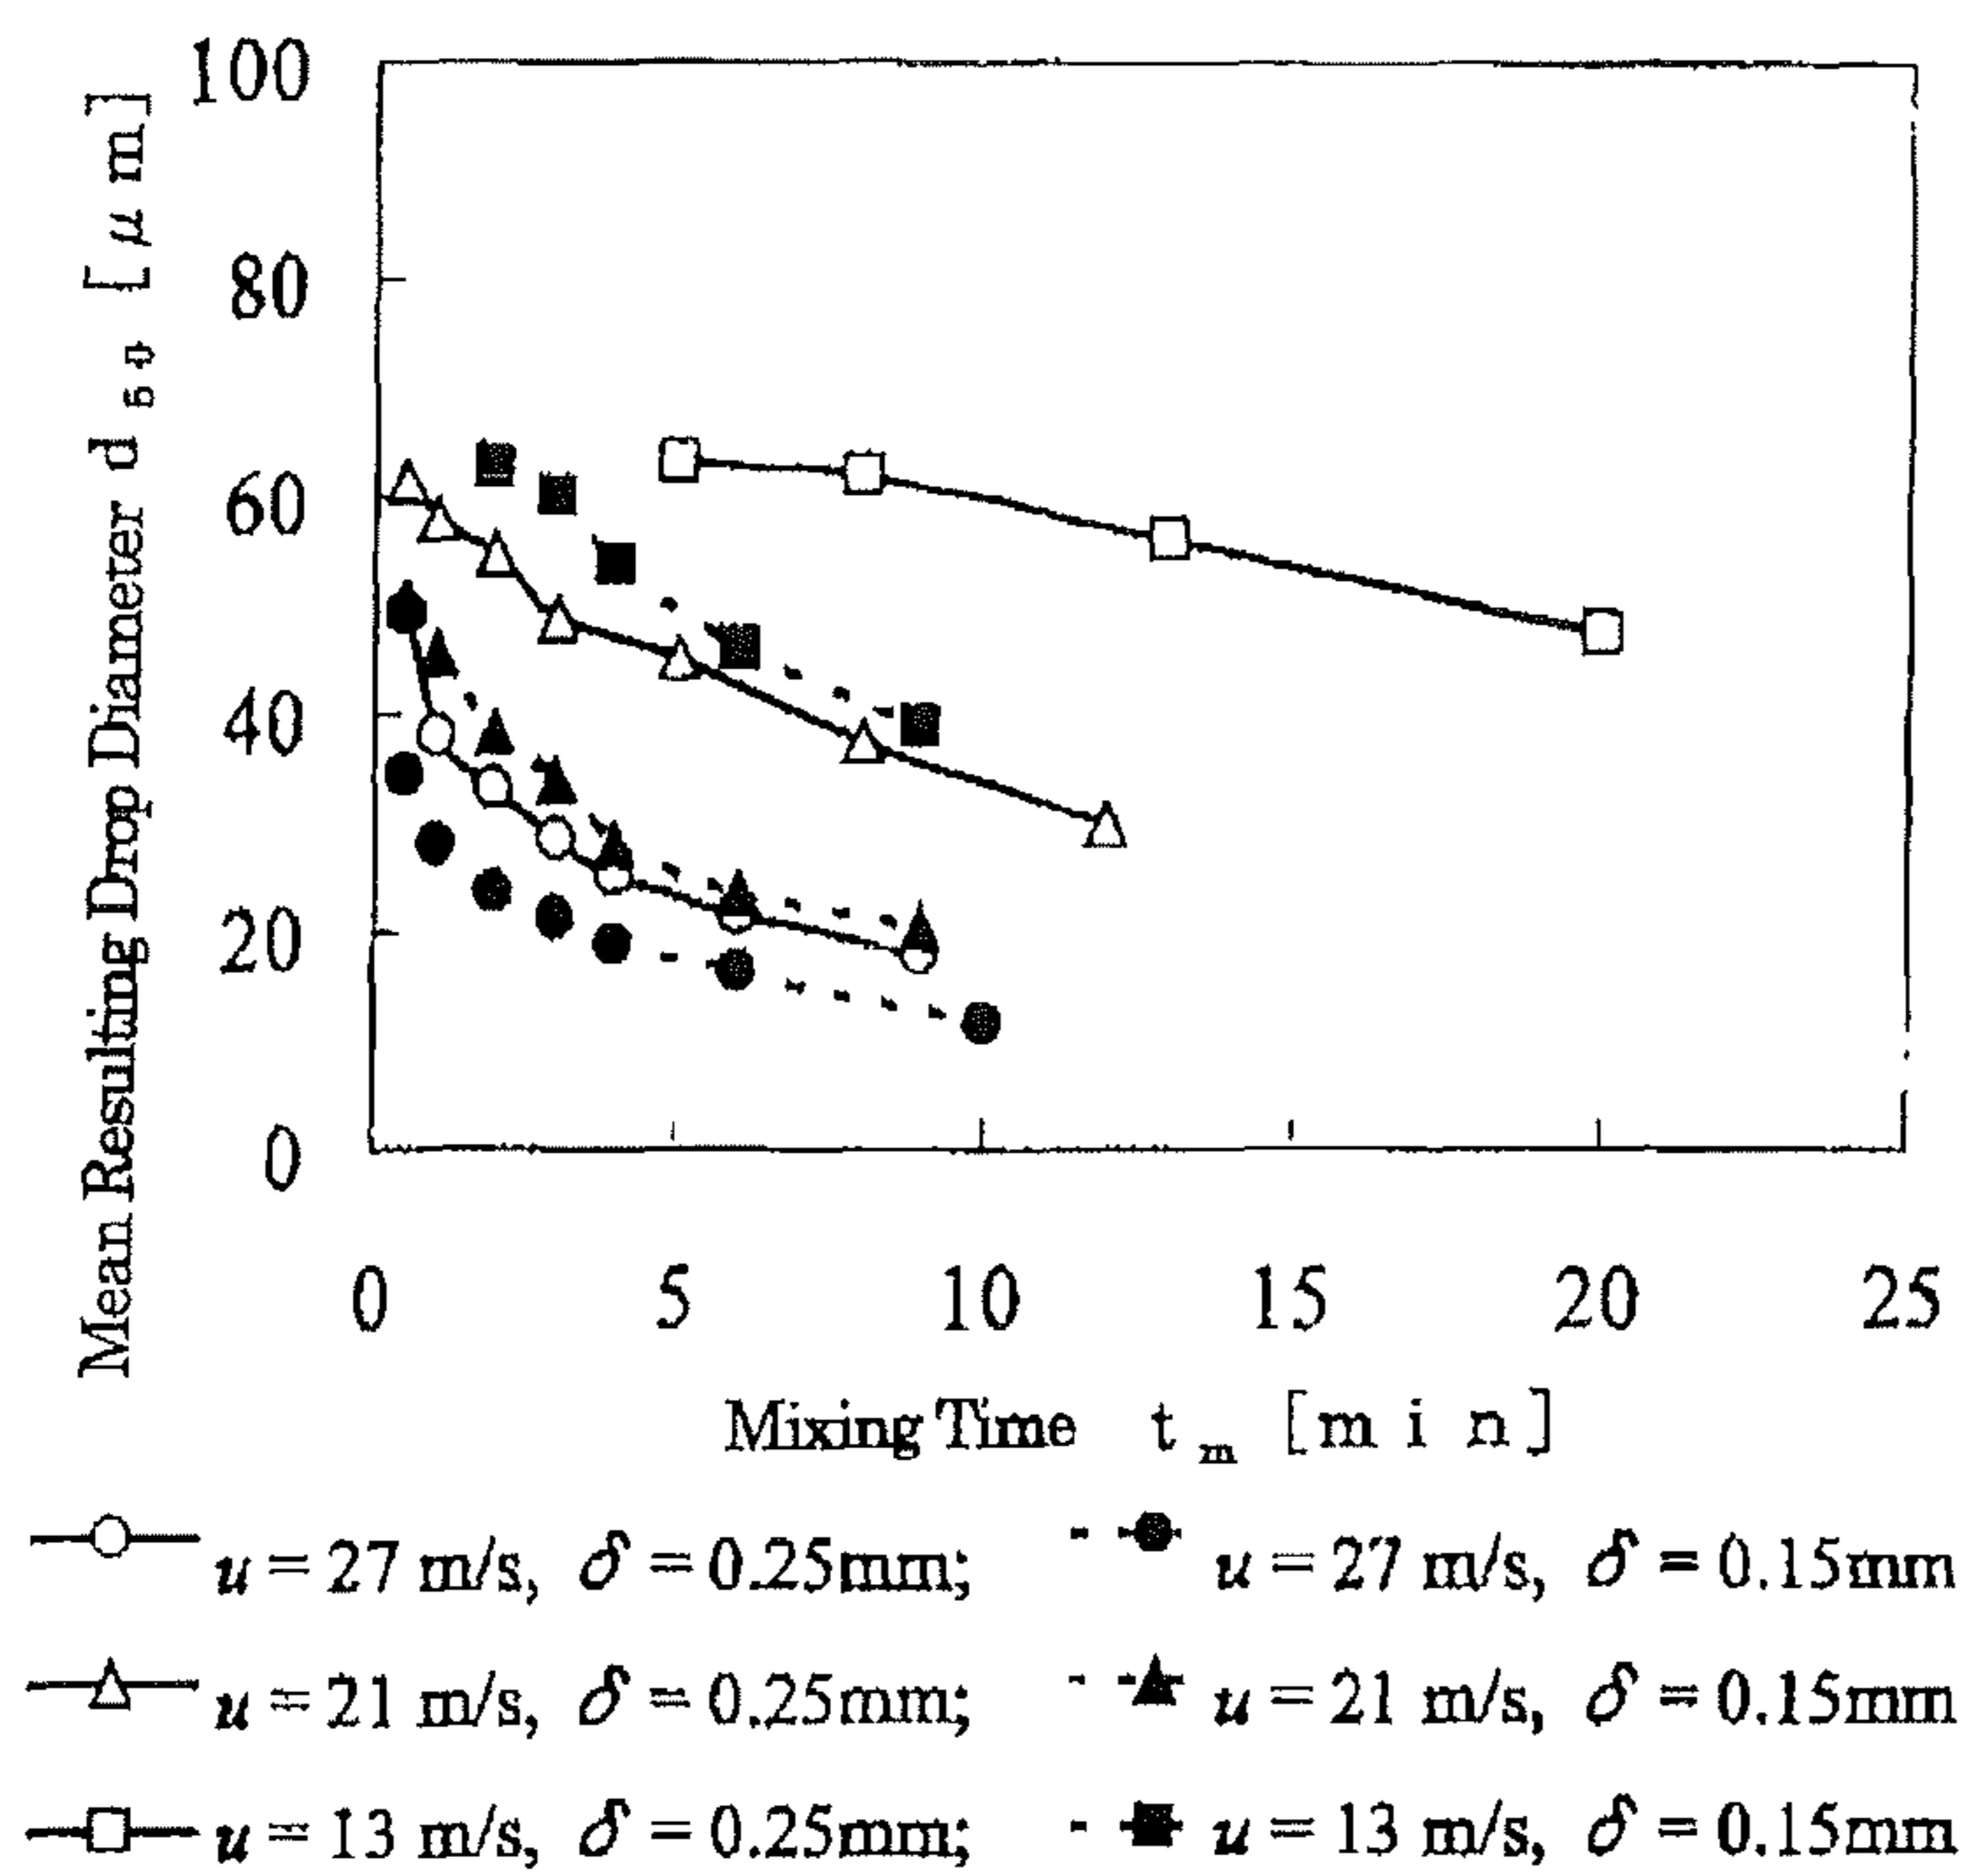 Mean Resulting Drop Diameter d₅₀ [μm]
100
80
60
40
20
0
0 5 10 15 20 25
Mixing Time tₘ [min]
u = 27 m/s, δ = 0.25mm; u = 27 m/s, δ = 0.15mm
u = 21 m/s, δ = 0.25mm; u = 21 m/s, δ = 0.15mm
u = 13 m/s, δ = 0.25mm; u = 13 m/s, δ = 0.15mm